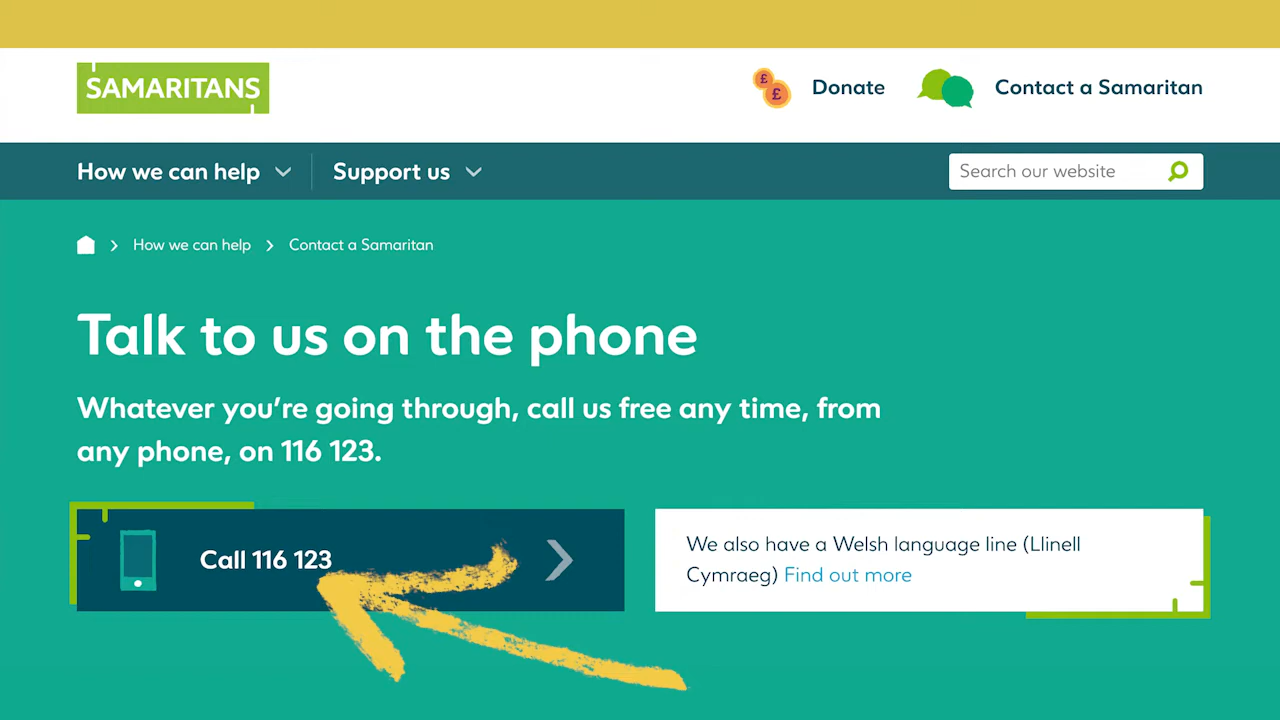 SAMARITANS
Donate
Contact a Samaritan
How we can help
Support us
Search our website
How we can help
Contact a Samaritan
Talk to us on the phone
Whatever you’re going through, call us free any time, from
any phone, on 116 123.
Call 116 123
We also have a Welsh language line (Llinell
Cymraeg) Find out more